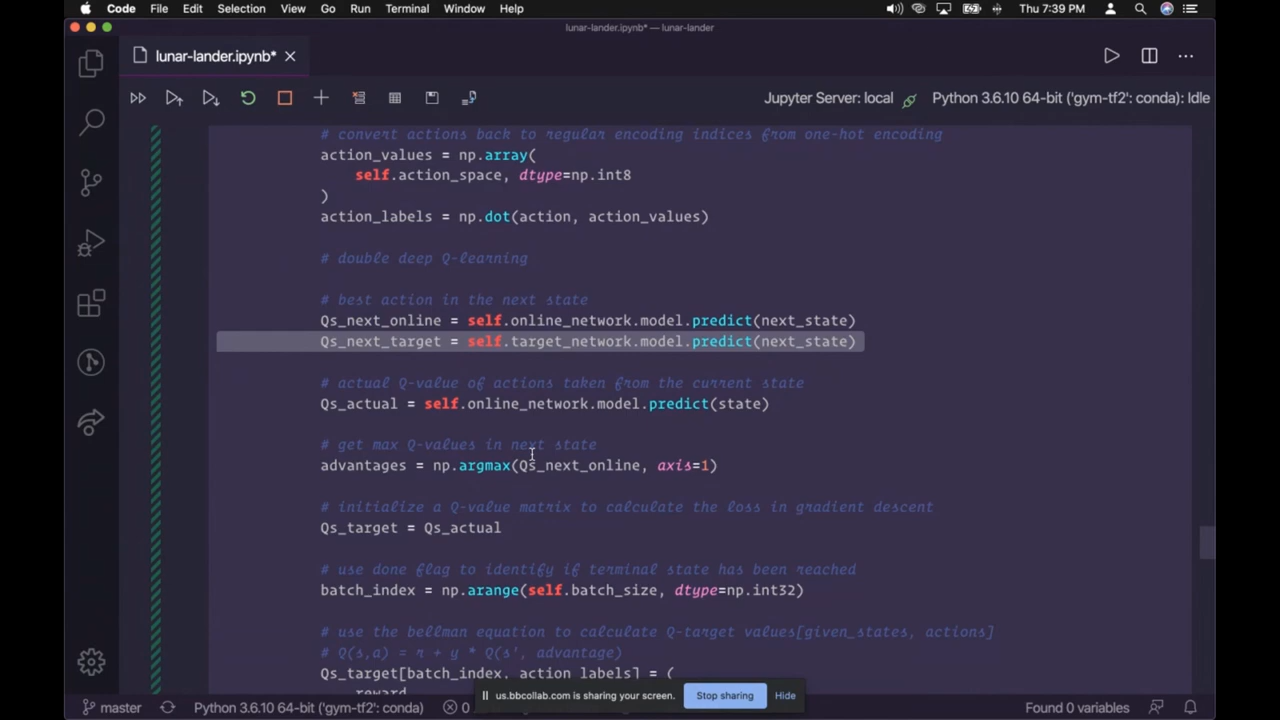 Code File Edit Selection View Go Run Terminal Window Help Thu 7:39 PM
lunar-lander.ipynb* — lunar-lander
lunar-lander.ipynb*
Jupyter Server: local Python 3.6.10 64-bit ('gym-tf2': conda): Idle
# convert actions back to regular encoding indices from one-hot encoding
action_values = np.array(
self.action_space, dtype=np.int8
)
action_labels = np.dot(action, action_values)
# double deep Q-learning
# best action in the next state
Qs_next_online = self.online_network.model.predict(next_state)
Qs_next_target = self.target_network.model.predict(next_state)
# actual Q-value of actions taken from the current state
Qs_actual = self.online_network.model.predict(state)
# get max Q-values in next state
advantages = np.argmax(Qs_next_online, axis=1)
# initialize a Q-value matrix to calculate the loss in gradient descent
Qs_target = Qs_actual
# use done flag to identify if terminal state has been reached
batch_index = np.arange(self.batch_size, dtype=np.int32)
# use the bellman equation to calculate Q-target values[given_states, actions]
# Q(s,a) = r + y * Q(s', advantage)
Qs_target[batch_index, action_labels] = (
reward
us.bbcollab.com is sharing your screen. Stop sharing Hide
master Python 3.6.10 64-bit ('gym-tf2': conda) 0 Found 0 variables